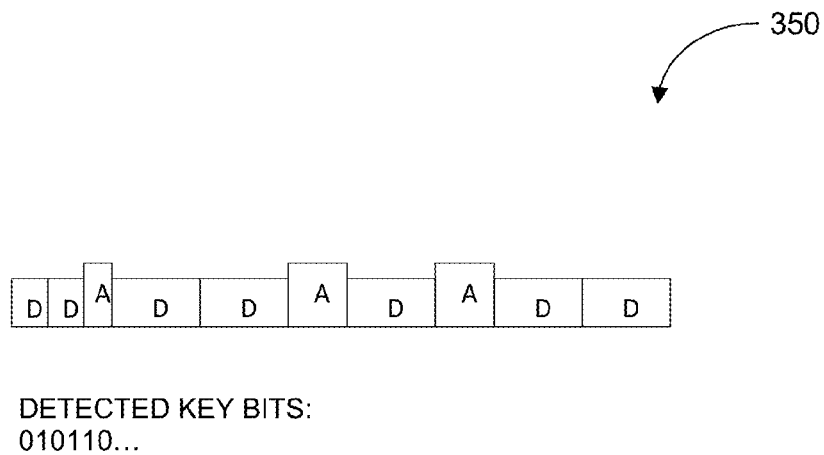 350
D D A D D A D A D D
DETECTED KEY BITS:
010110...